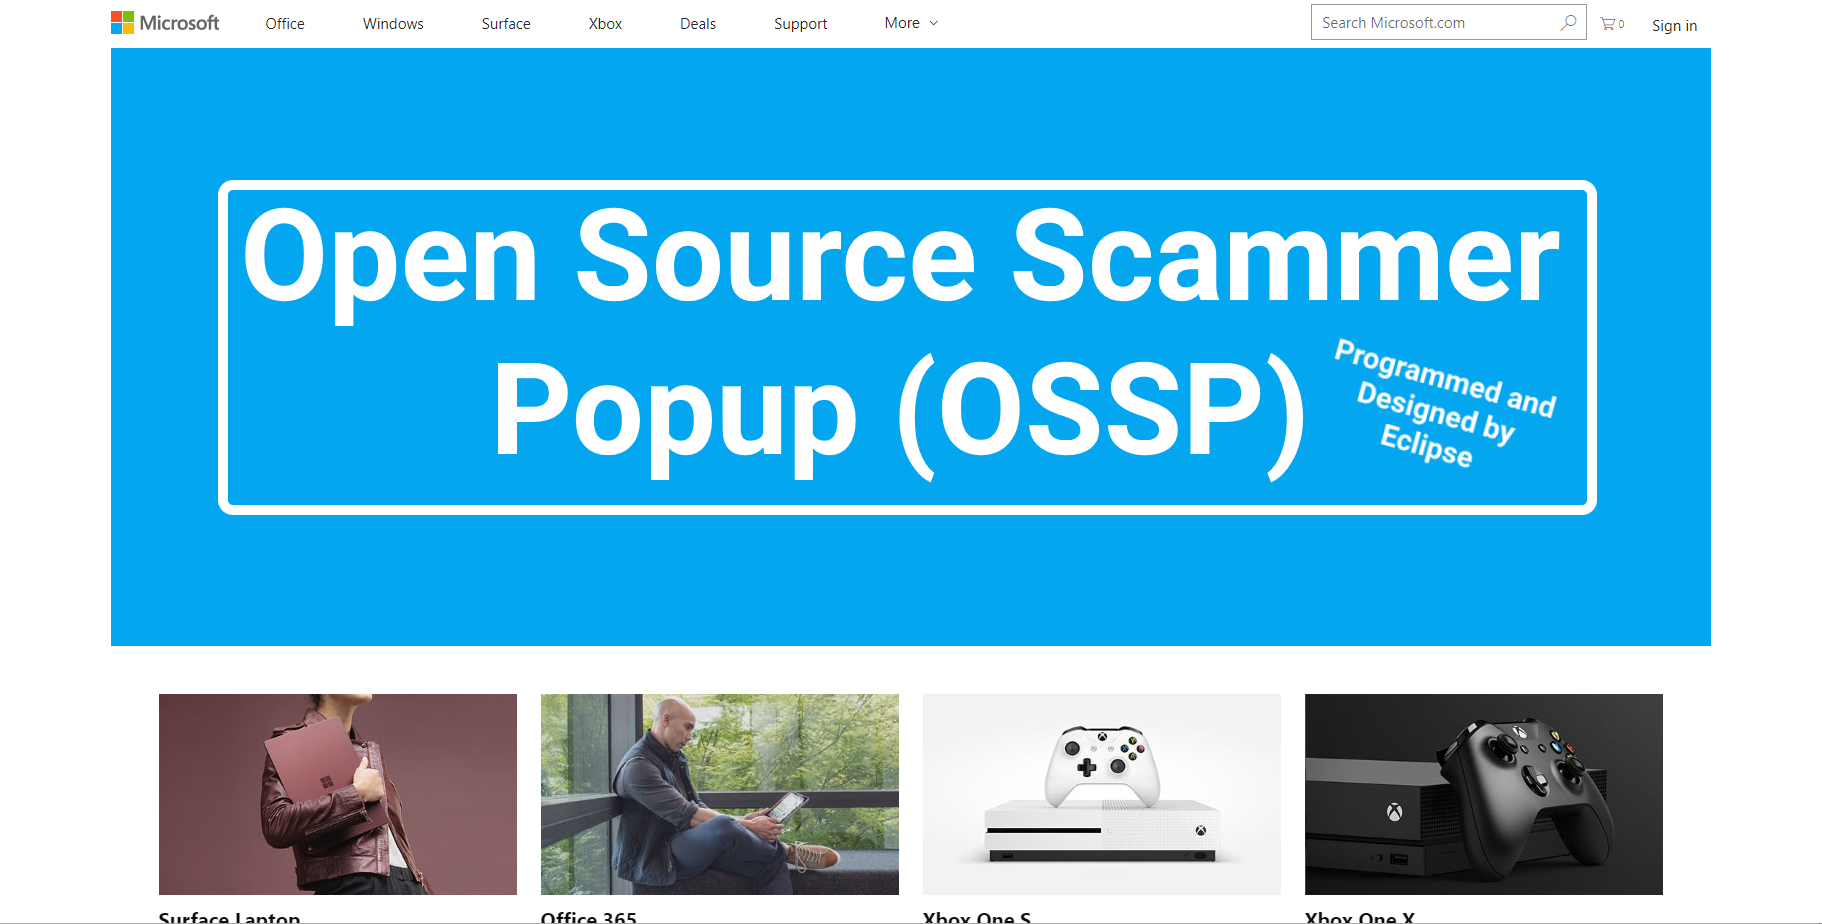 Microsoft Office Windows Surface Xbox Deals Support More Search Microsoft.com 0 Sign in
Open Source Scammer
Popup (OSSP)
Programmed and
Designed by
Eclipse
Surface Laptop Office 365 Xbox One S Xbox One X